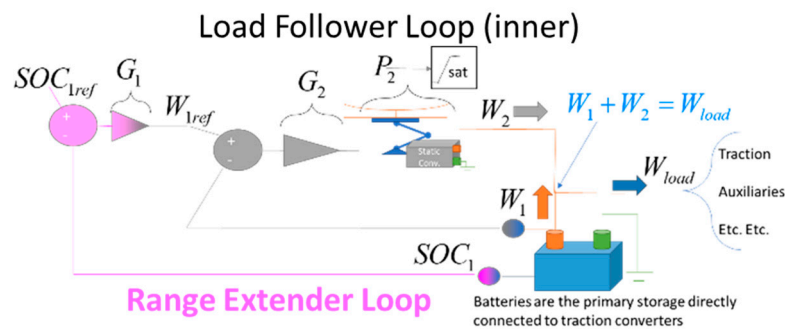 Load Follower Loop (inner)
SOC1ref
G1
W1ref
G2
P2
sat
W2
W1 + W2 = Wload
Static
Conv.
Wload
Traction
Auxiliaries
Etc. Etc.
W1
SOC1
Range Extender Loop
Batteries are the primary storage directly
connected to traction converters
+
-
+
-